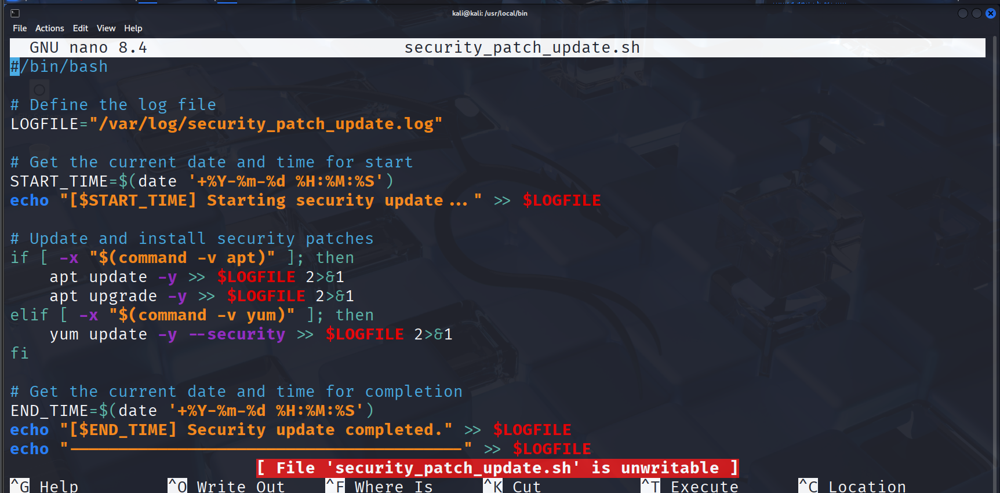 kali@kali: /usr/local/bin
File Actions Edit View Help
GNU nano 8.4 security_patch_update.sh
#/bin/bash
# Define the log file
LOGFILE="/var/log/security_patch_update.log"
# Get the current date and time for start
START_TIME=$(date '+%Y-%m-%d %H:%M:%S')
echo "[$START_TIME] Starting security update..." >> $LOGFILE
# Update and install security patches
if [ -x "$(command -v apt)" ]; then
    apt update -y >> $LOGFILE 2>&1
    apt upgrade -y >> $LOGFILE 2>&1
elif [ -x "$(command -v yum)" ]; then
    yum update -y --security >> $LOGFILE 2>&1
fi
# Get the current date and time for completion
END_TIME=$(date '+%Y-%m-%d %H:%M:%S')
echo "[$END_TIME] Security update completed." >> $LOGFILE
echo "----------------------------------------" >> $LOGFILE
[ File 'security_patch_update.sh' is unwritable ]
^G Help ^O Write Out ^F Where Is ^K Cut ^T Execute ^C Location